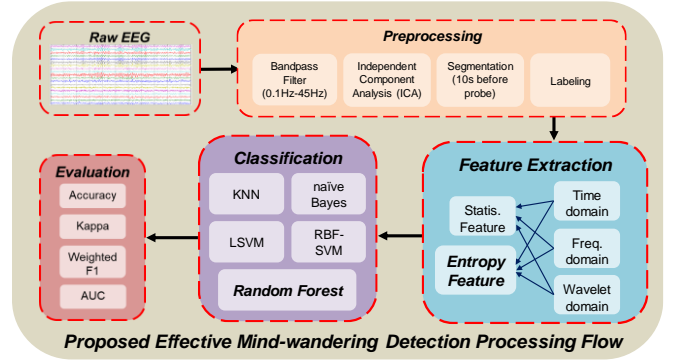 Raw EEG
Preprocessing
Bandpass
Filter
(0.1Hz-45Hz)
Independent
Component
Analysis (ICA)
Segmentation
(10s before
probe)
Labeling
Evaluation
Accuracy
Kappa
Weighted
F1
AUC
Classification
KNN
naïve
Bayes
LSVM
RBF-
SVM
Random Forest
Feature Extraction
Statis.
Feature
Entropy
Feature
Time
domain
Freq.
domain
Wavelet
domain
Proposed Effective Mind-wandering Detection Processing Flow